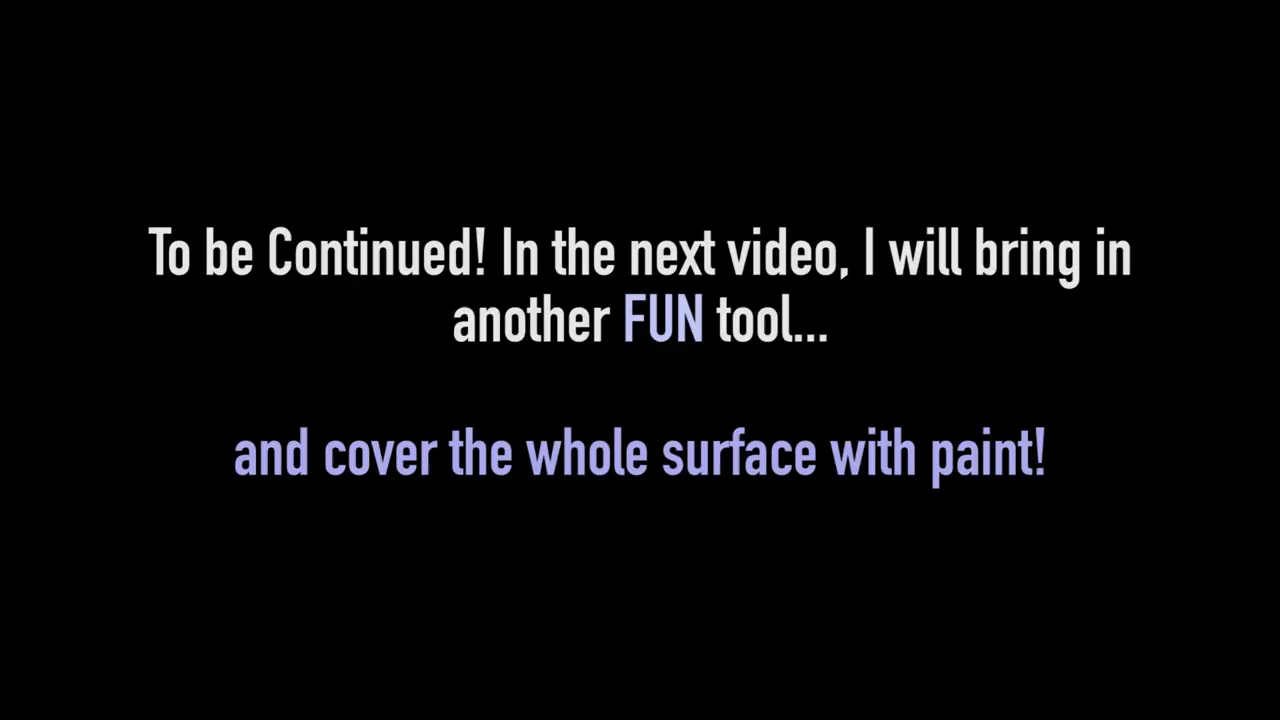 To be Continued! In the next video, I will bring in
another FUN tool...
and cover the whole surface with paint!